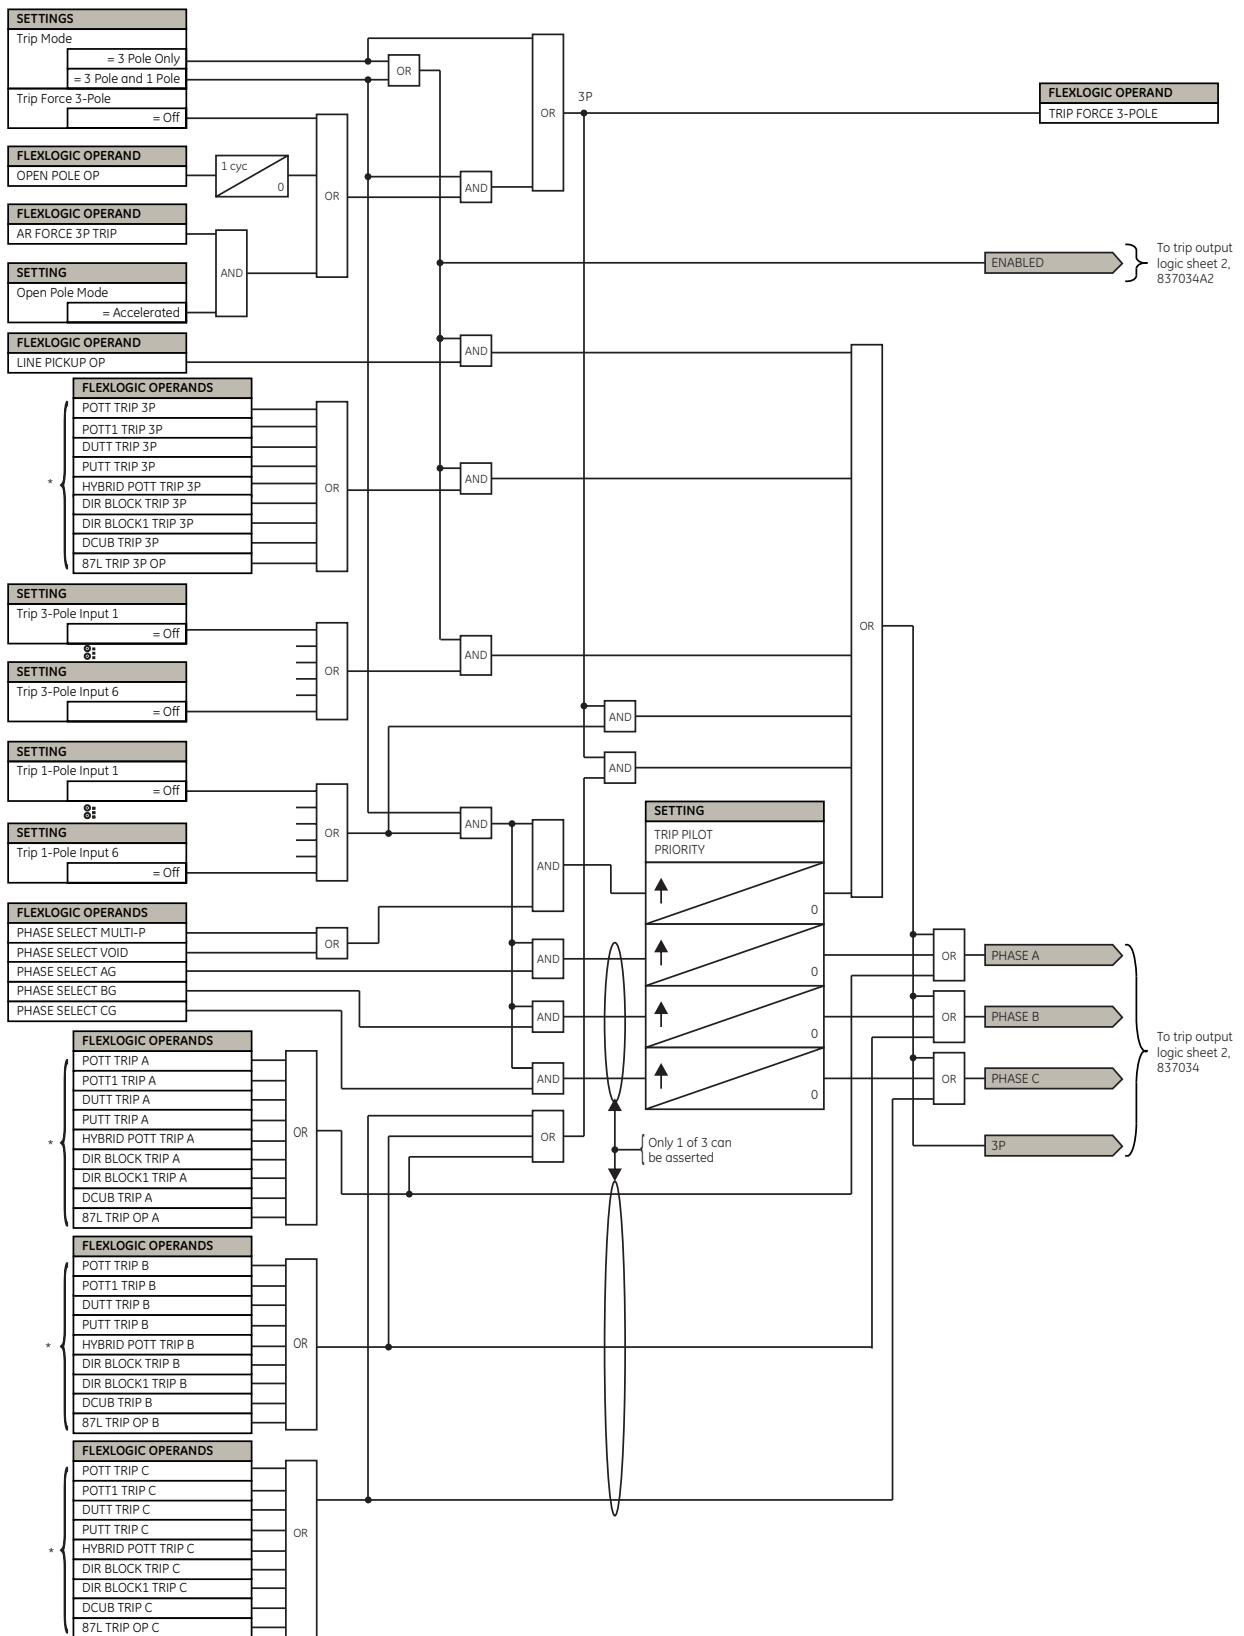 SETTINGS
Trip Mode
= 3 Pole Only
= 3 Pole and 1 Pole
Trip Force 3-Pole
= Off
FLEXLOGIC OPERAND
OPEN POLE OP
1 cyc
0
FLEXLOGIC OPERAND
AR FORCE 3P TRIP
SETTING
Open Pole Mode
= Accelerated
FLEXLOGIC OPERAND
LINE PICKUP OP
FLEXLOGIC OPERANDS
POTT TRIP 3P
POTT1 TRIP 3P
DUTT TRIP 3P
PUTT TRIP 3P
HYBRID POTT TRIP 3P
DIR BLOCK TRIP 3P
DIR BLOCK1 TRIP 3P
DCUB TRIP 3P
87L TRIP 3P OP
*
SETTING
Trip 3-Pole Input 1
= Off
SETTING
Trip 3-Pole Input 6
= Off
SETTING
Trip 1-Pole Input 1
= Off
SETTING
Trip 1-Pole Input 6
= Off
FLEXLOGIC OPERANDS
PHASE SELECT MULTI-P
PHASE SELECT VOID
PHASE SELECT AG
PHASE SELECT BG
PHASE SELECT CG
FLEXLOGIC OPERANDS
POTT TRIP A
POTT1 TRIP A
DUTT TRIP A
PUTT TRIP A
HYBRID POTT TRIP A
DIR BLOCK TRIP A
DIR BLOCK1 TRIP A
DCUB TRIP A
87L TRIP OP A
*
FLEXLOGIC OPERANDS
POTT TRIP B
POTT1 TRIP B
DUTT TRIP B
PUTT TRIP B
HYBRID POTT TRIP B
DIR BLOCK TRIP B
DIR BLOCK1 TRIP B
DCUB TRIP B
87L TRIP OP B
*
FLEXLOGIC OPERANDS
POTT TRIP C
POTT1 TRIP C
DUTT TRIP C
PUTT TRIP C
HYBRID POTT TRIP C
DIR BLOCK TRIP C
DIR BLOCK1 TRIP C
DCUB TRIP C
87L TRIP OP C
*
OR
AND
OR
OR
OR
OR
OR
OR
OR
OR
OR
AND
AND
AND
AND
AND
OR
3P
AND
AND
AND
AND
OR
AND
AND
SETTING
TRIP PILOT
PRIORITY
0
0
0
0
Only 1 of 3 can
be asserted
OR
OR
OR
OR
FLEXLOGIC OPERAND
TRIP FORCE 3-POLE
ENABLED
To trip output
logic sheet 2,
837034A2
PHASE A
PHASE B
PHASE C
3P
To trip output
logic sheet 2,
837034